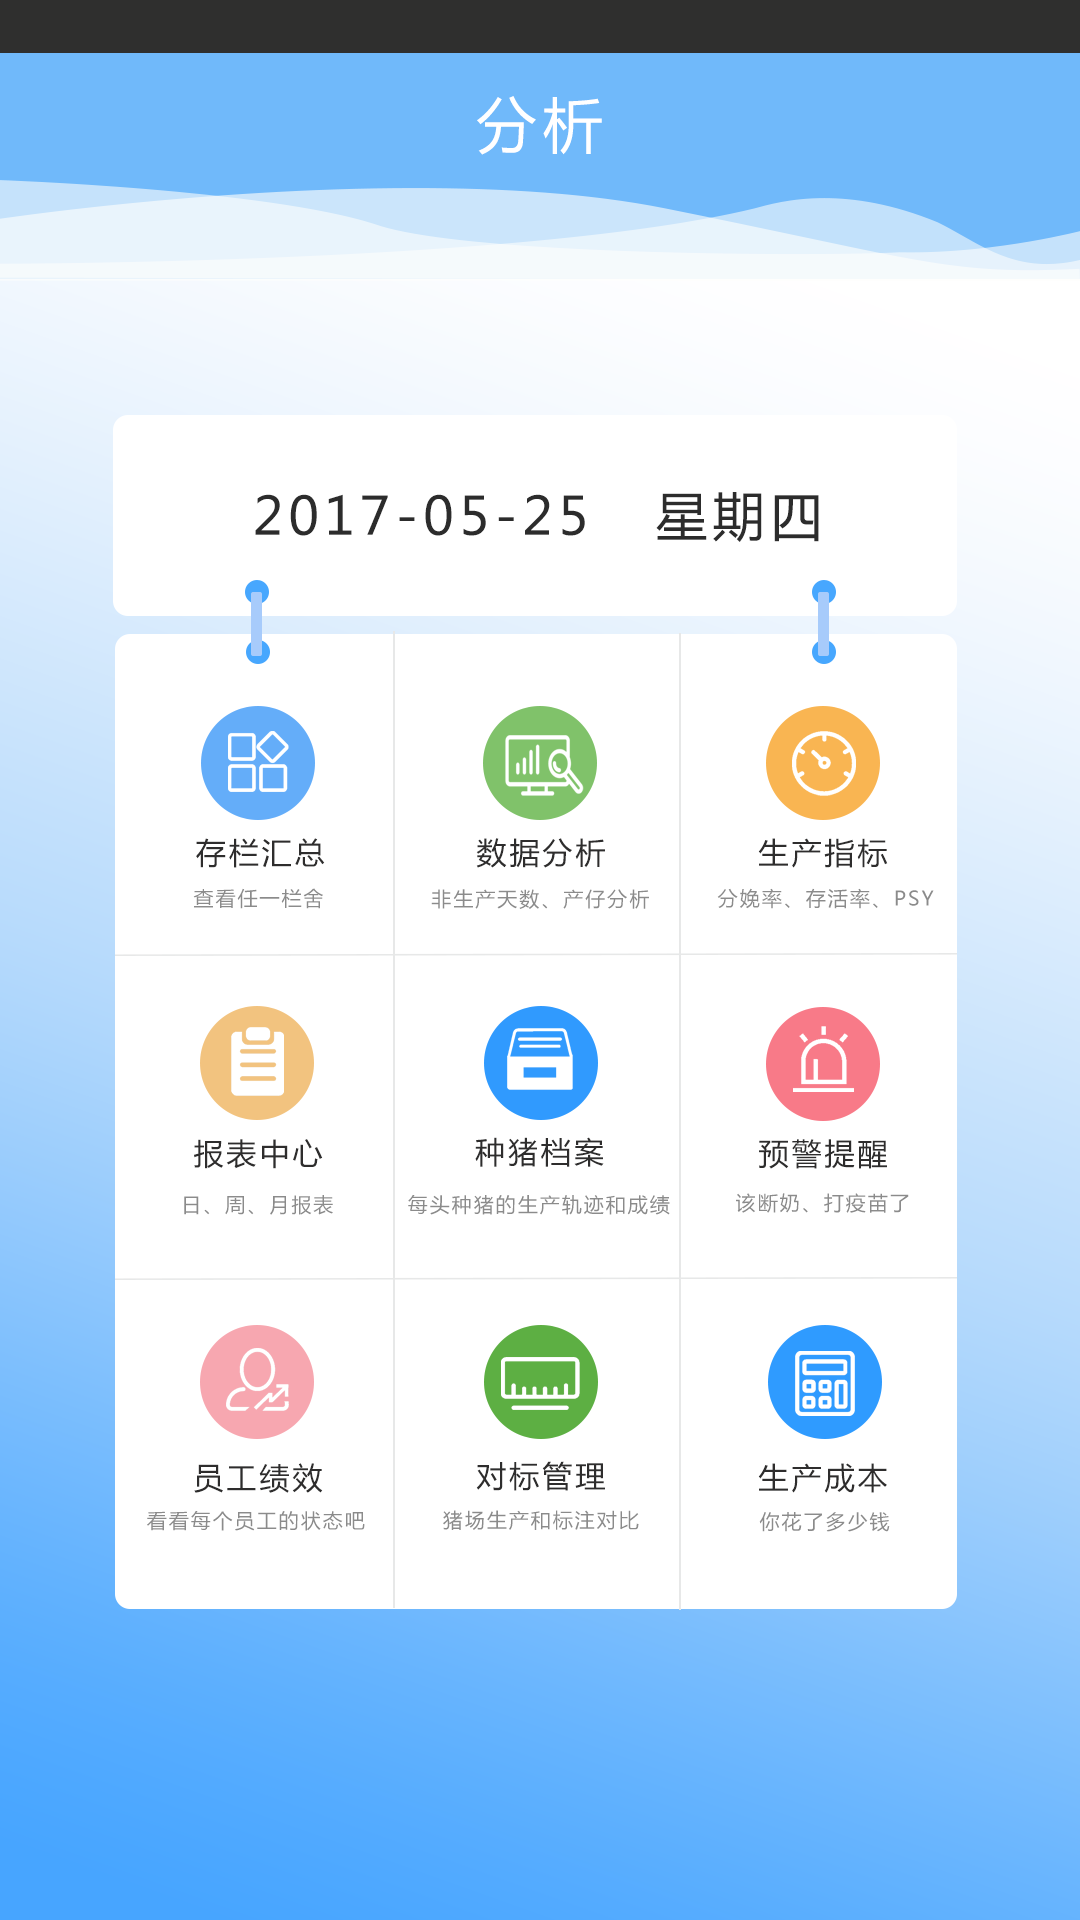 分析
2017-05-25 星期四
存栏汇总
数据分析
生产指标
查看任一栏舍
非生产天数、产仔分析
分娩率、存活率、PSY
报表中心
种猪档案
预警提醒
日、周、月报表
每头种猪的生产轨迹和成绩
该断奶、打疫苗了
员工绩效
对标管理
生产成本
看看每个员工的状态吧
猪场生产和标注对比
你花了多少钱